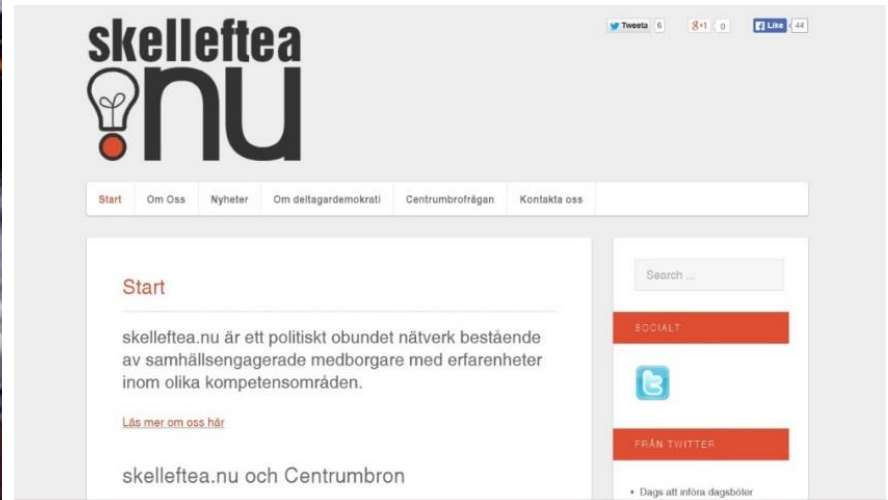 skelleftea
nu
Tweeta 6
g+1 0
Like 44
Start Om Oss Nyheter Om deltagardemokrati Centrumbrofrågan Kontakta oss
Start
skelleftea.nu är ett politiskt obundet nätverk bestående
av samhällsengagerade medborgare med erfarenheter
inom olika kompetensområden.
Läs mer om oss här
skelleftea.nu och Centrumbron
Search ...
SOCIALT
FRÅN TWITTER
• Dags att införa dagsböter